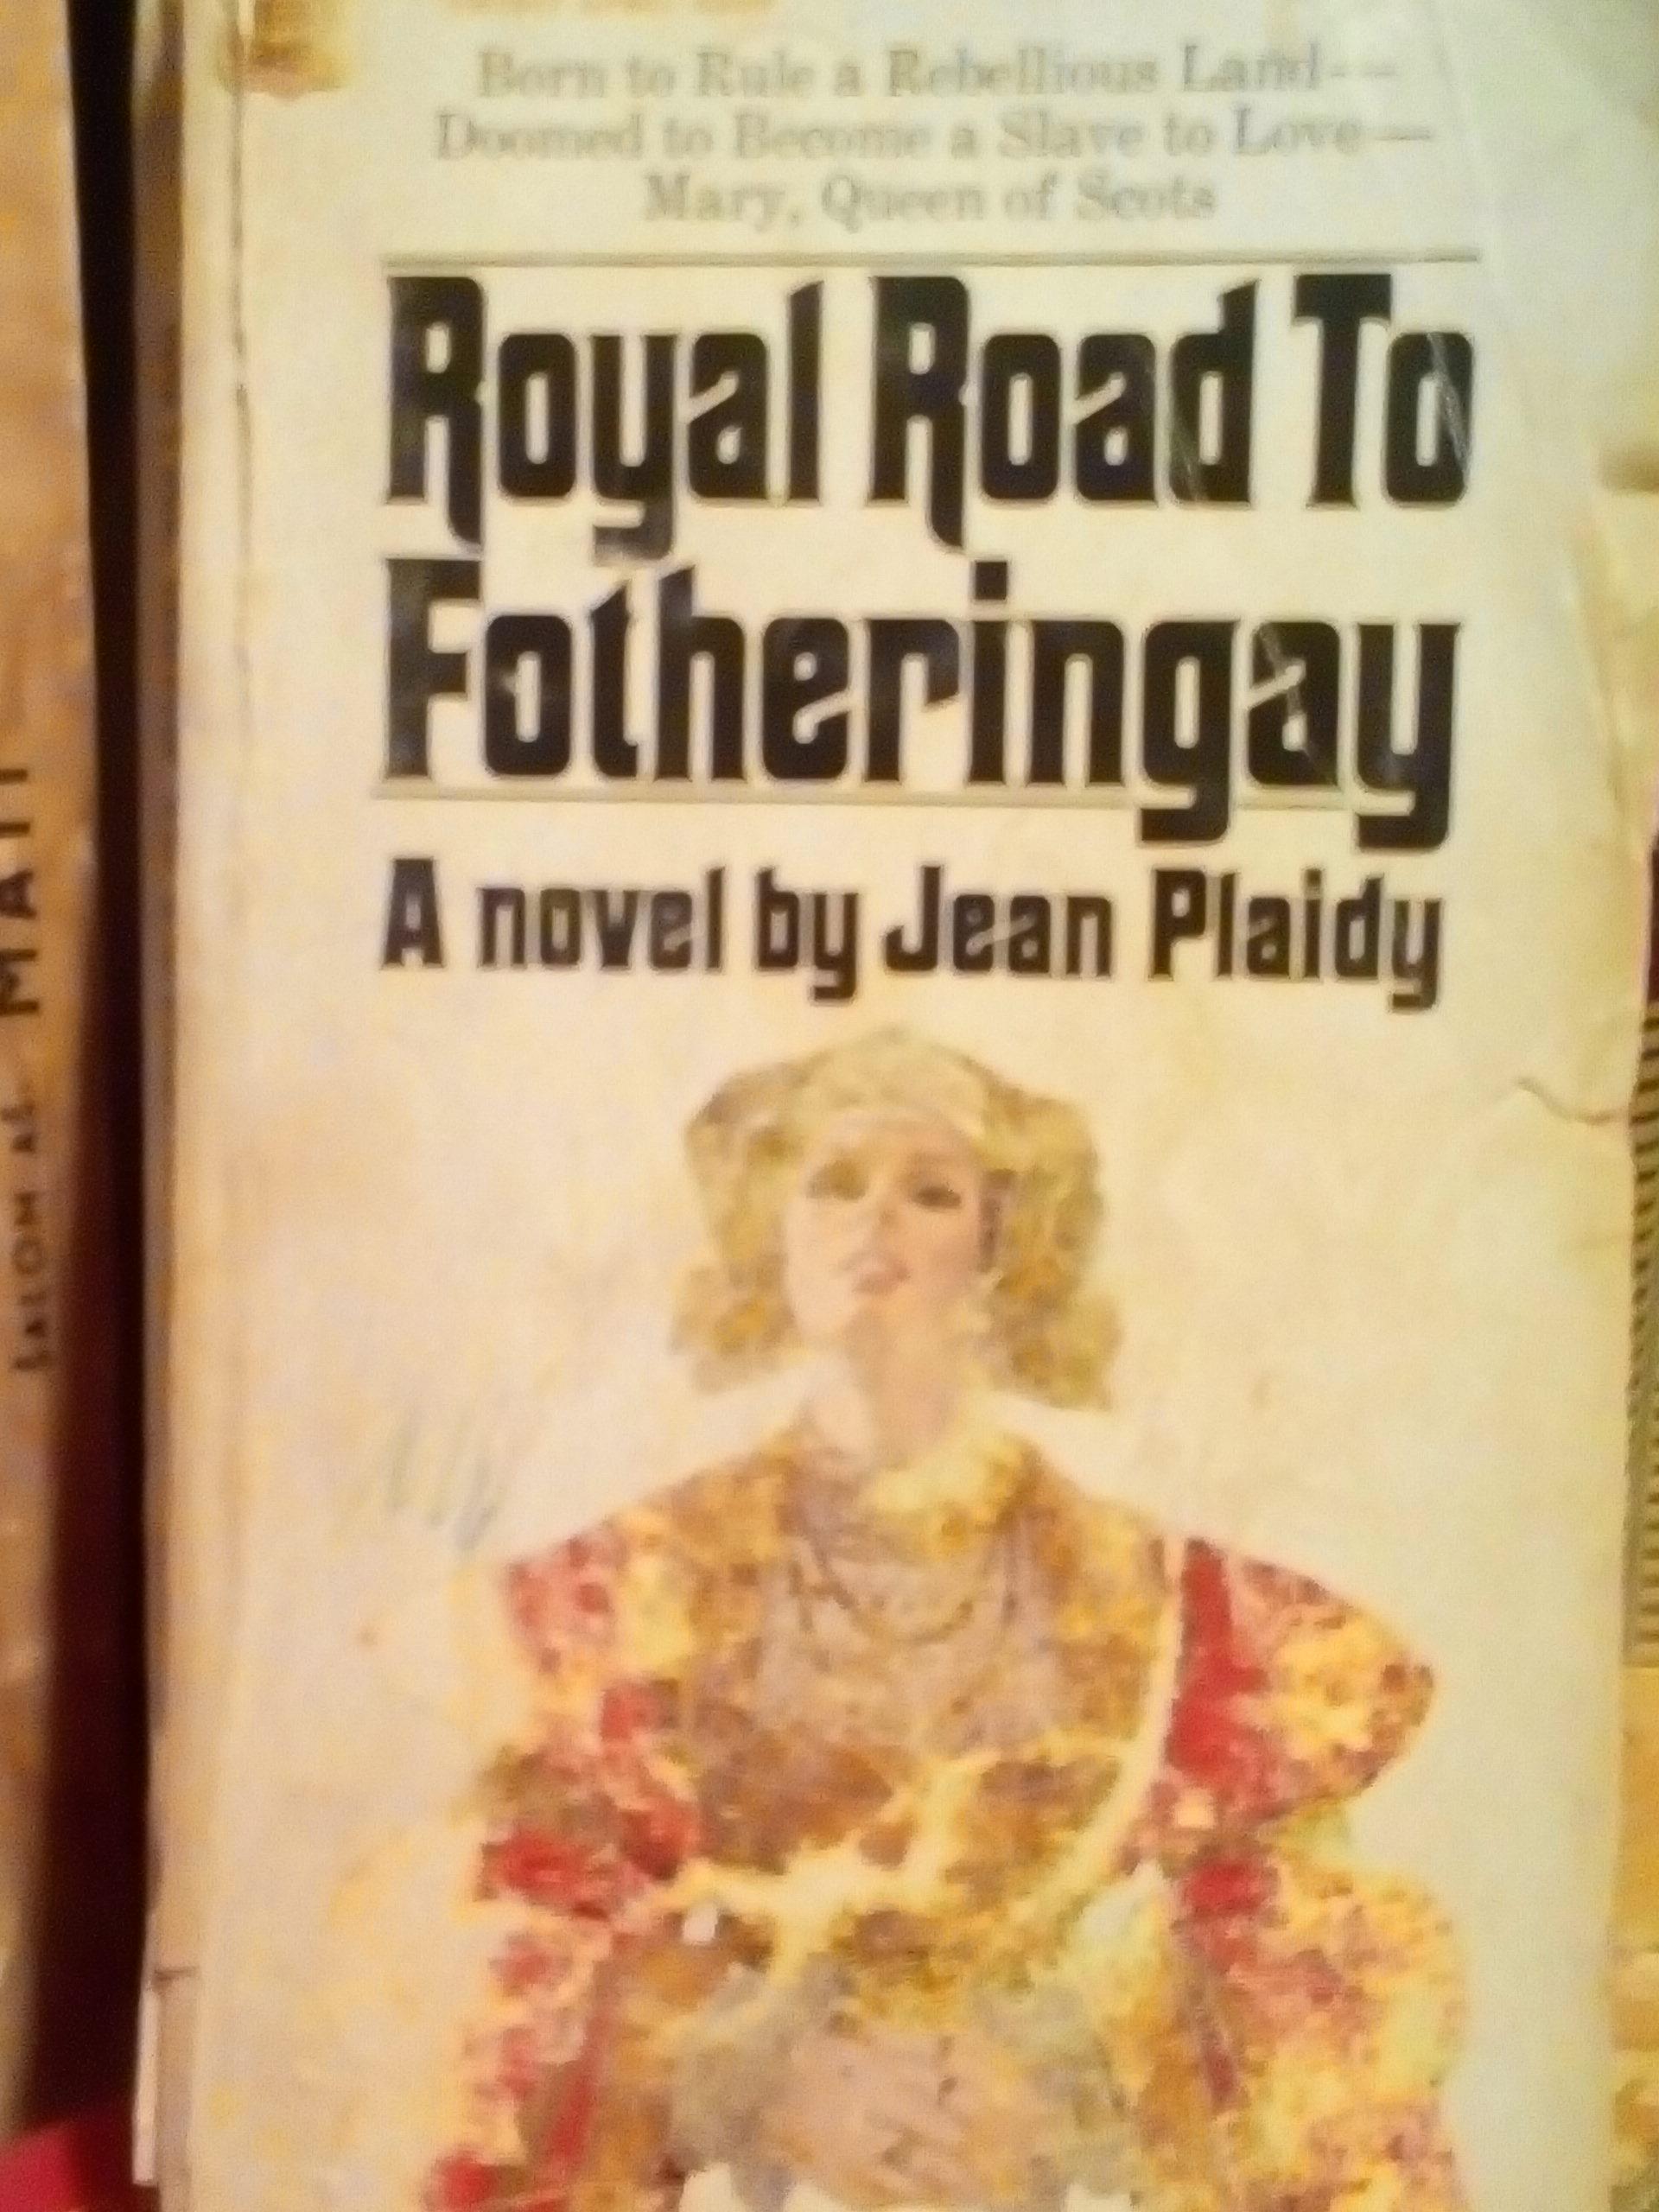 Born to Rule a Rebellious Land—
Doomed to Become a Slave to Love—
Mary, Queen of Scots
Royal Road To
Fotheringay
A novel by Jean Plaidy